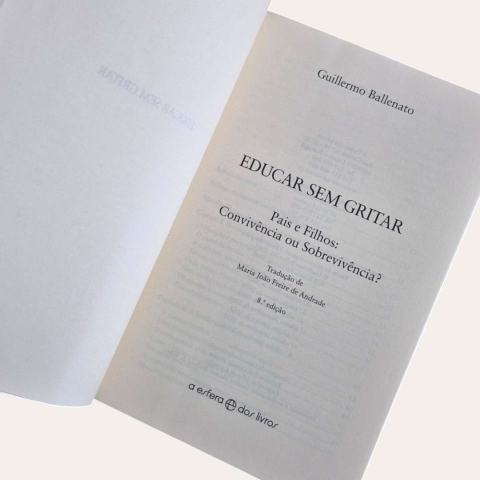 Guillermo Ballenato
EDUCAR SEM GRITAR
Pais e Filhos:
Convivência ou Sobrevivência?
Tradução de
Maria João Freire de Andrade
8.ª edição
a esfera dos livros